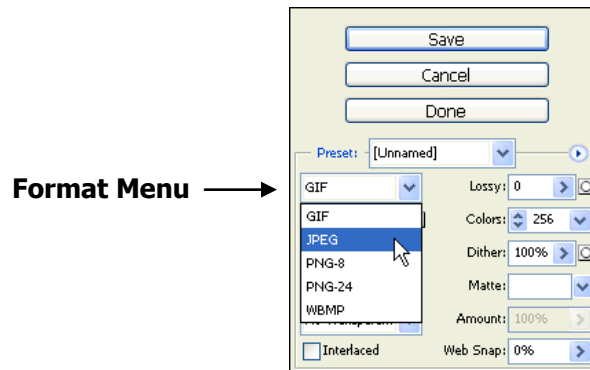 Save
Cancel
Done
Preset: [Unnamed]
Format Menu
GIF
Lossy: 0
GIF
Colors: 256
JPEG
Dither: 100%
PNG-8
PNG-24
Matte:
WBMP
Amount: 100%
Interlaced
Web Snap: 0%